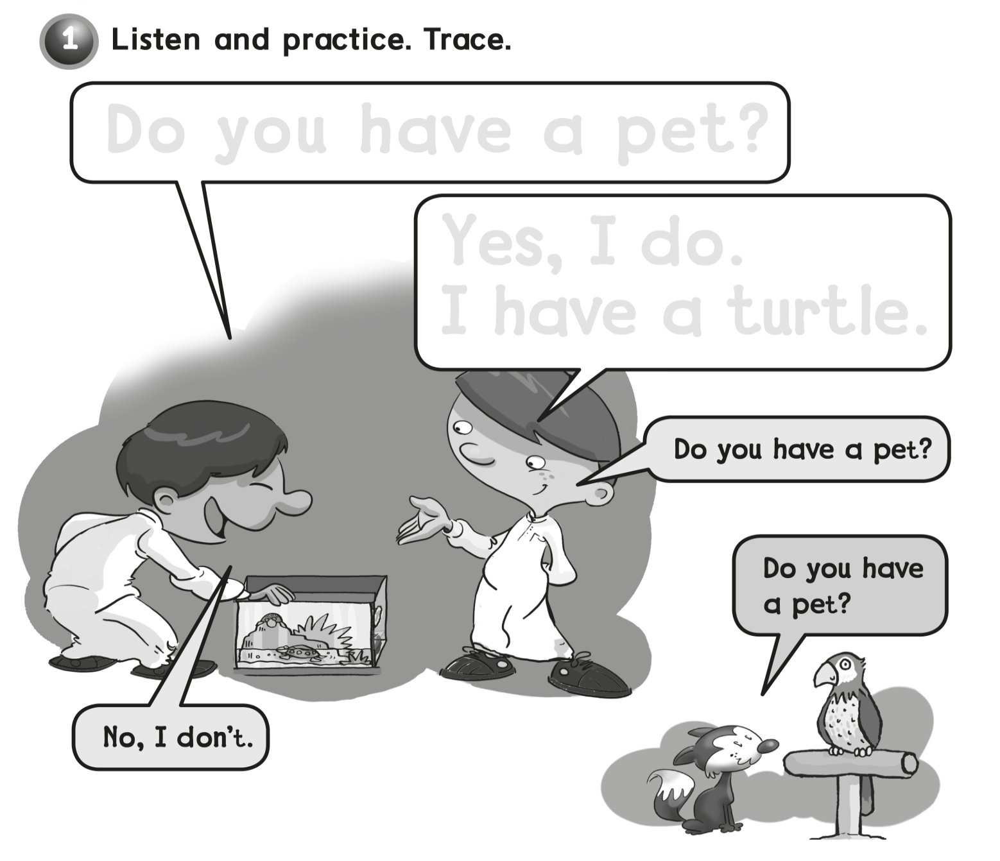 1 Listen and practice. Trace.
Do you have a pet?
Yes, I do.
I have a turtle.
Do you have a pet?
No, I don't.
Do you have
a pet?